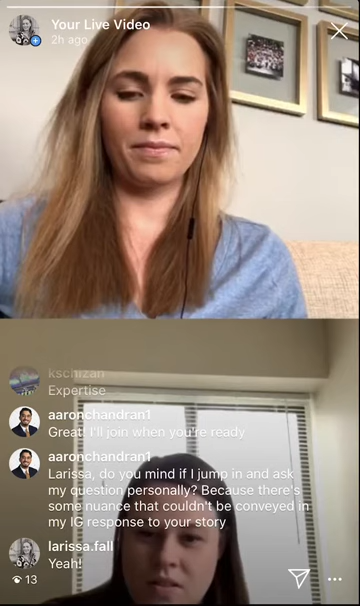 Your Live Video
2h ago
kschizan
Expertise
aaronchandran1
Great! I'll join when you're ready
aaronchandran1
Larissa, do you mind if I jump in and ask
my question personally? Because there's
some nuance that couldn't be conveyed in
my IG response to your story
larissa.fall
Yeah!
13